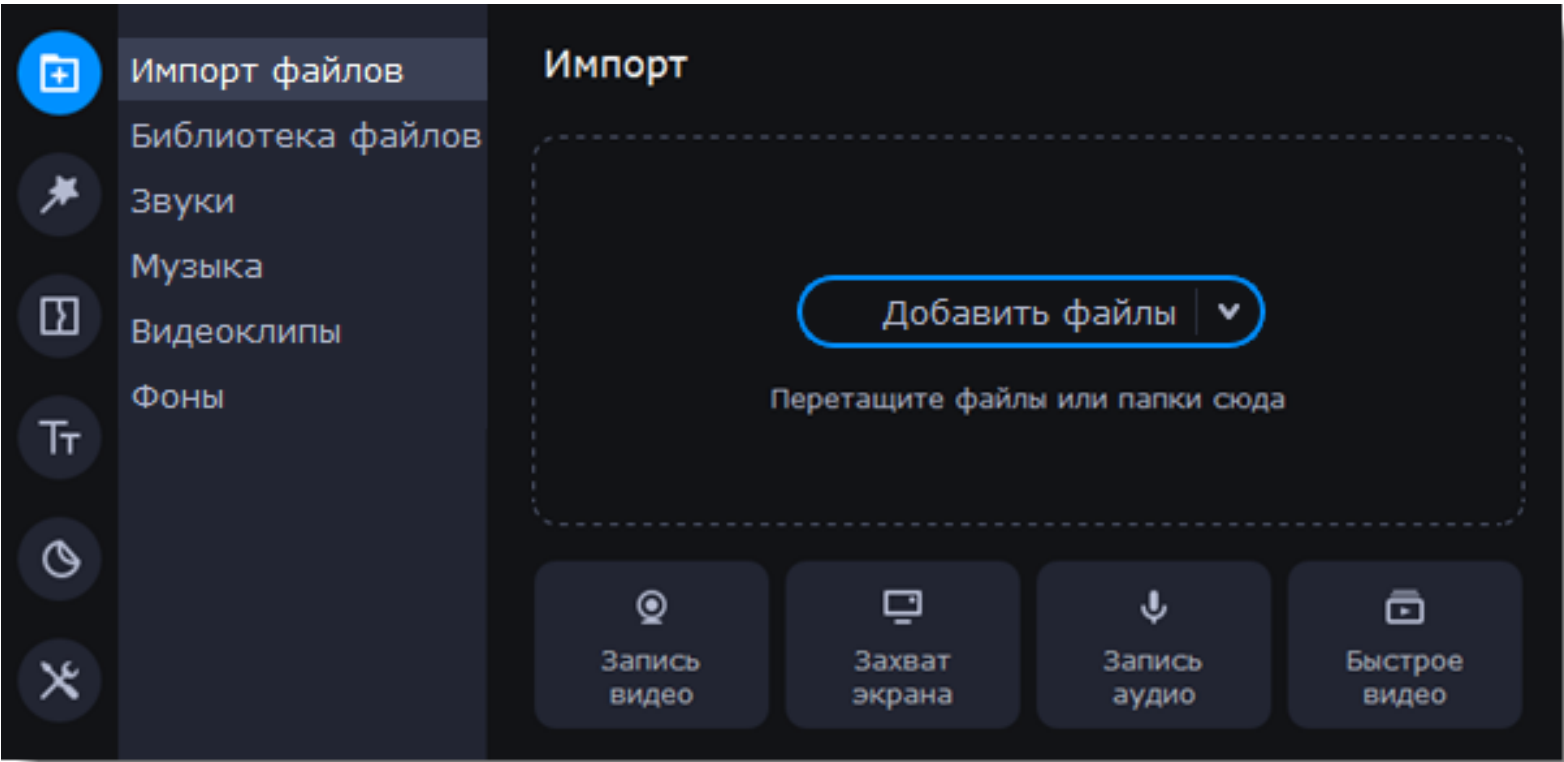 Импорт файлов
Библиотека файлов
Звуки
Музыка
Видеоклипы
Фоны
Импорт
Добавить файлы
Перетащите файлы или папки сюда
Запись
видео
Захват
экрана
Запись
аудио
Быстрое
видео
Тт